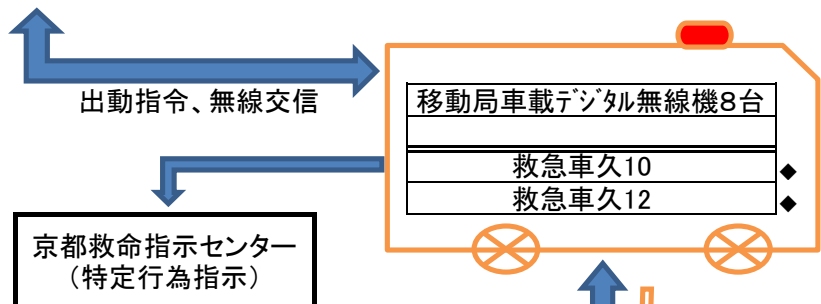 出動指令、無線交信
移動局車載ﾃﾞｼﾞﾀﾙ無線機8台
救急車久10
◆
救急車久12
◆
京都救命指示センター
（特定行為指示）